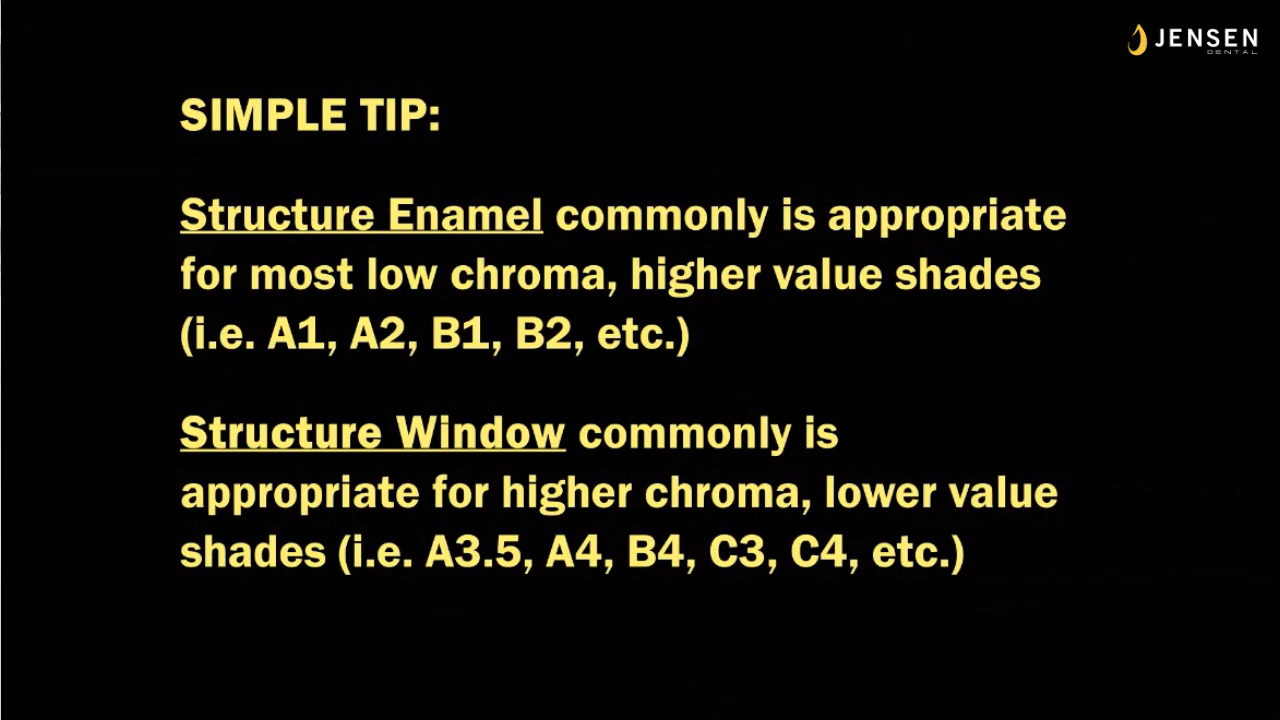 JENSEN
DENTAL
SIMPLE TIP:
Structure Enamel commonly is appropriate
for most low chroma, higher value shades
(i.e. A1, A2, B1, B2, etc.)
Structure Window commonly is
appropriate for higher chroma, lower value
shades (i.e. A3.5, A4, B4, C3, C4, etc.)